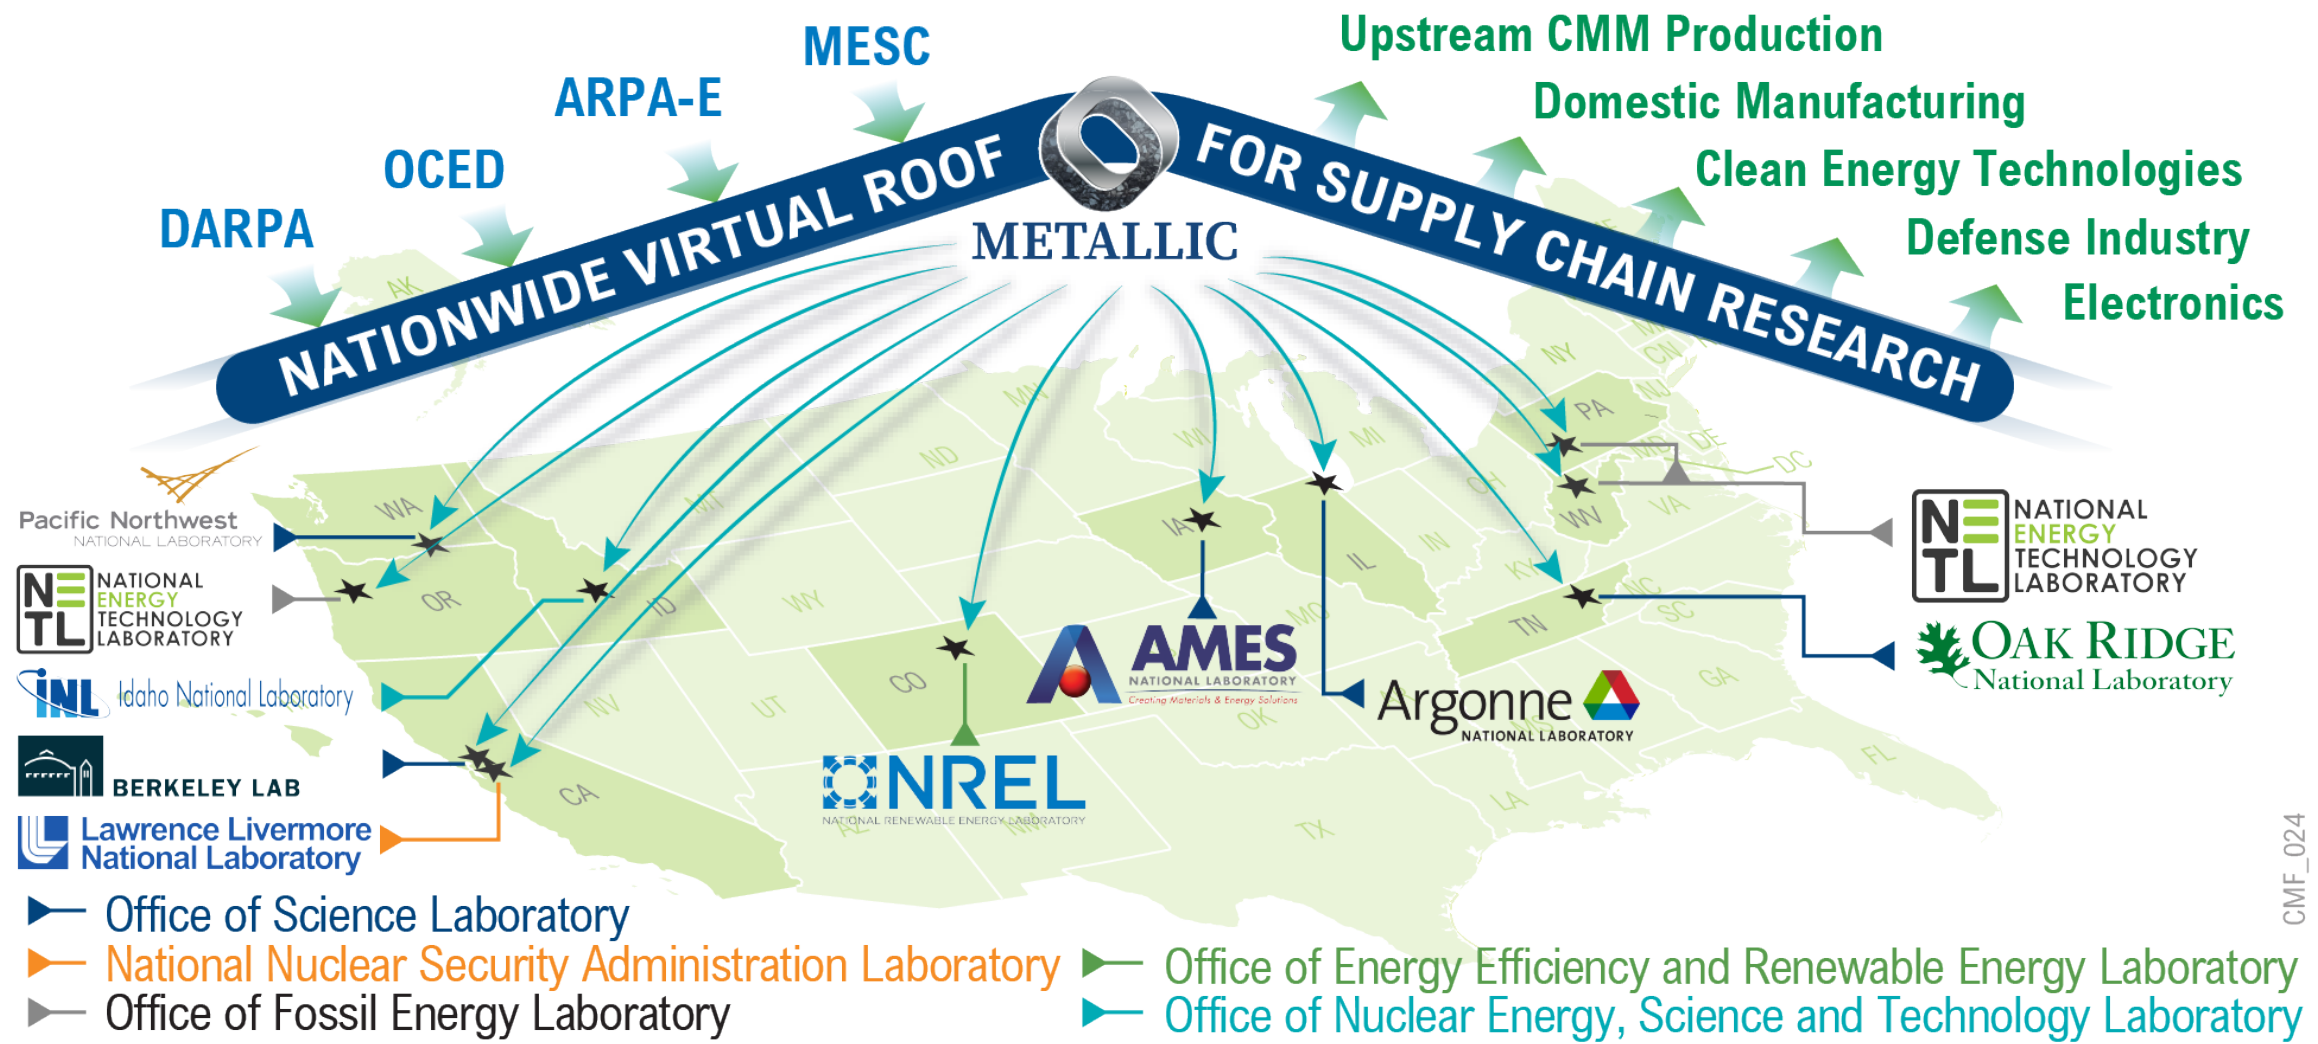 MESC
ARPA-E
OCED
DARPA
Upstream CMM Production
Domestic Manufacturing
Clean Energy Technologies
Defense Industry
Electronics
NATIONWIDE VIRTUAL ROOF
FOR SUPPLY CHAIN RESEARCH
METALLIC
AK
WA
OR
ID
MT
ND
MN
WI
MI
NY
CN
NJ
PA
MD
DE
DC
OH
WV
VA
IN
IL
IA
WY
NV
UT
CO
CA
AZ
NM
OK
MO
KY
TN
NC
SC
GA
MS
LA
TX
FL
Pacific Northwest
NATIONAL LABORATORY
NETL
NATIONAL
ENERGY
TECHNOLOGY
LABORATORY
INL Idaho National Laboratory
BERKELEY LAB
Lawrence Livermore
National Laboratory
NREL
NATIONAL RENEWABLE ENERGY LABORATORY
AMES
NATIONAL LABORATORY
Creating Materials & Energy Solutions
Argonne
NATIONAL LABORATORY
NETL
NATIONAL
ENERGY
TECHNOLOGY
LABORATORY
OAK RIDGE
National Laboratory
CMF_024
Office of Science Laboratory
National Nuclear Security Administration Laboratory
Office of Fossil Energy Laboratory
Office of Energy Efficiency and Renewable Energy Laboratory
Office of Nuclear Energy, Science and Technology Laboratory